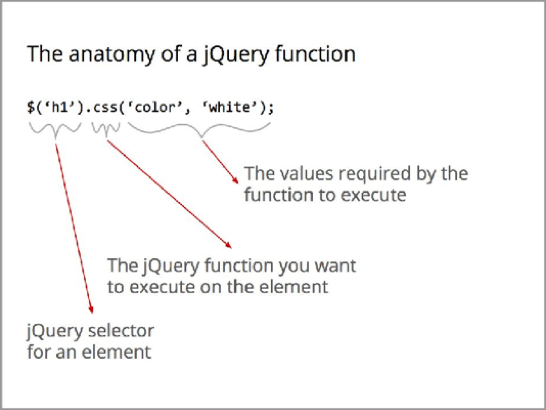 The anatomy of a jQuery function
$(‘h1’).css(‘color’, ‘white’);
The values required by the
function to execute
The jQuery function you want
to execute on the element
jQuery selector
for an element